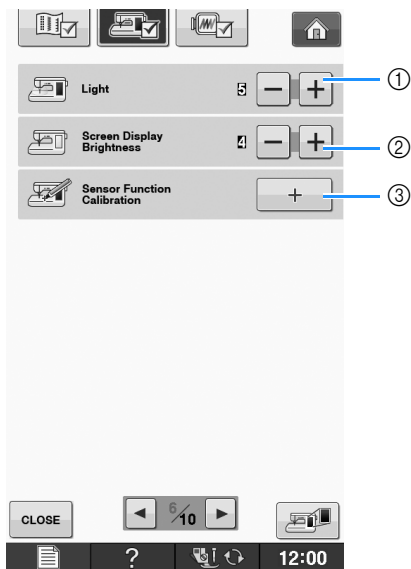 Light 5 − + ①
Screen Display
Brightness 4 − + ②
Sensor Function
Calibration + ③
CLOSE 6/10
? 12:00